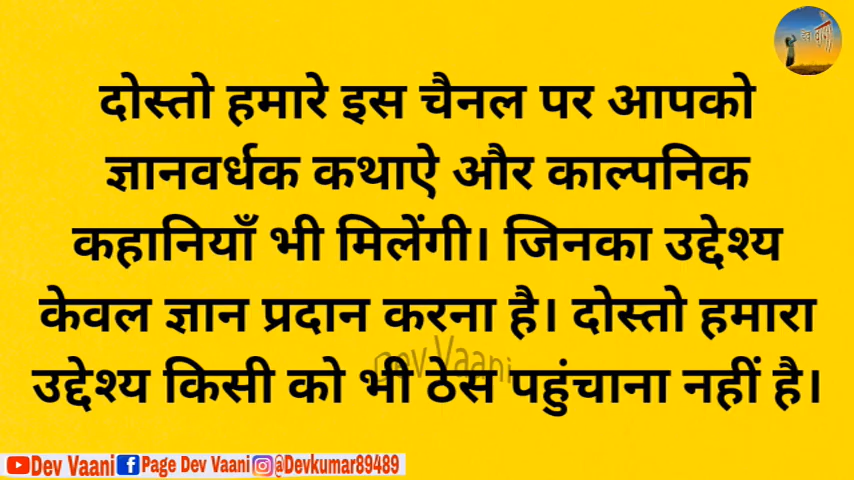 दोस्तो हमारे इस चैनल पर आपको
ज्ञानवर्धक कथाऐ और काल्पनिक
कहानियाँ भी मिलेंगी। जिनका उद्देश्य
केवल ज्ञान प्रदान करना है। दोस्तो हमारा
उद्देश्य किसी को भी ठेस पहुंचाना नहीं है।
Dev Vaani
Dev Vaani Page Dev Vaani @Devkumar89489